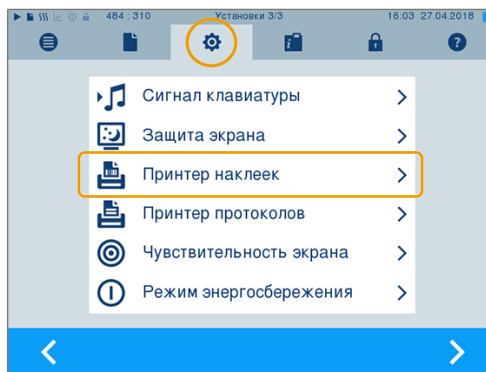 484 : 310 Установки 3/3 16:03 27.04.2018
Сигнал клавиатуры
Защита экрана
Принтер наклеек
Принтер протоколов
Чувствительность экрана
Режим энергосбережения